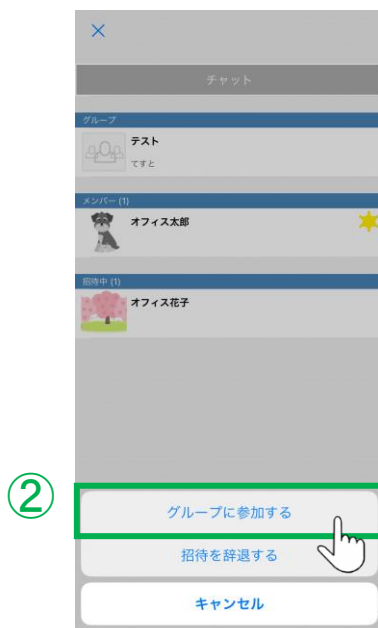 チャット
グループ
テスト
てすと
メンバー (1)
オフィス太郎
招待中 (1)
オフィス花子
②
グループに参加する
招待を辞退する
キャンセル